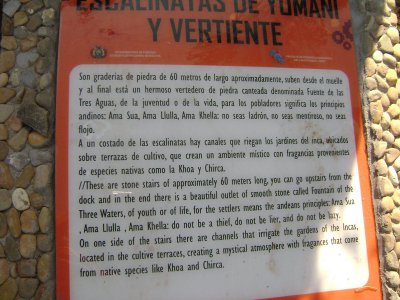 ESCALINATAS DE YUMANI
Y VERTIENTE
Son graderias de piedra de 60 metros de largo aproximadamente, suben desde el muelle
y al final está un hermoso vertedero de piedra canteada denominada Fuente de las
Tres Aguas, de la juventud o de la vida, para los pobladores significa los principios
andinos: Ama Sua, Ama Llulla, Ama Khella: no seas ladrón, no seas mentiroso, no seas
flojo.
A un costado de las escalinatas hay canales que riegan los jardines del inca, ubicados
sobre terrazas de cultivo, que crean un ambiente místico con fragancias provenientes
de especies nativas como la Khoa y Chirca.
//These are stone stairs of approximately 60 meters long, you can go upstairs from the
dock and in the end there is a beautiful outlet of smooth stone called Fountain of the
Three Waters, of youth or of life, for the settlers means the andeans principles: Ama Sua
, Ama Llulla , Ama Khella: do not be a thief, do not be lier, and do not be lazy.
On one side of the stairs there are channels that irrigate the gardens of the Incas,
located in the cultive terraces, creating a mystical atmosphere with fragances that come
from native species like Khoa and Chirca.